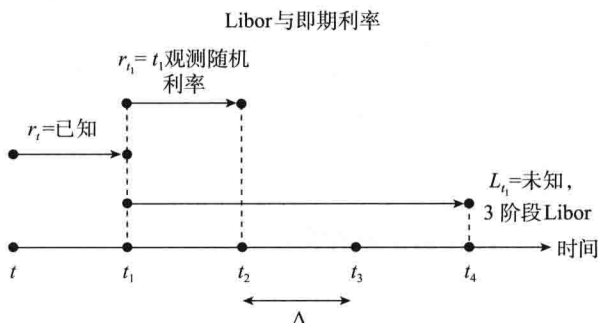 Libor与即期利率
r_{t_1}= t_1观测随机
利率
r_t=已知
L_{t_1}=未知，
3 阶段Libor
时间
t t_1 t_2 t_3 t_4
Δ